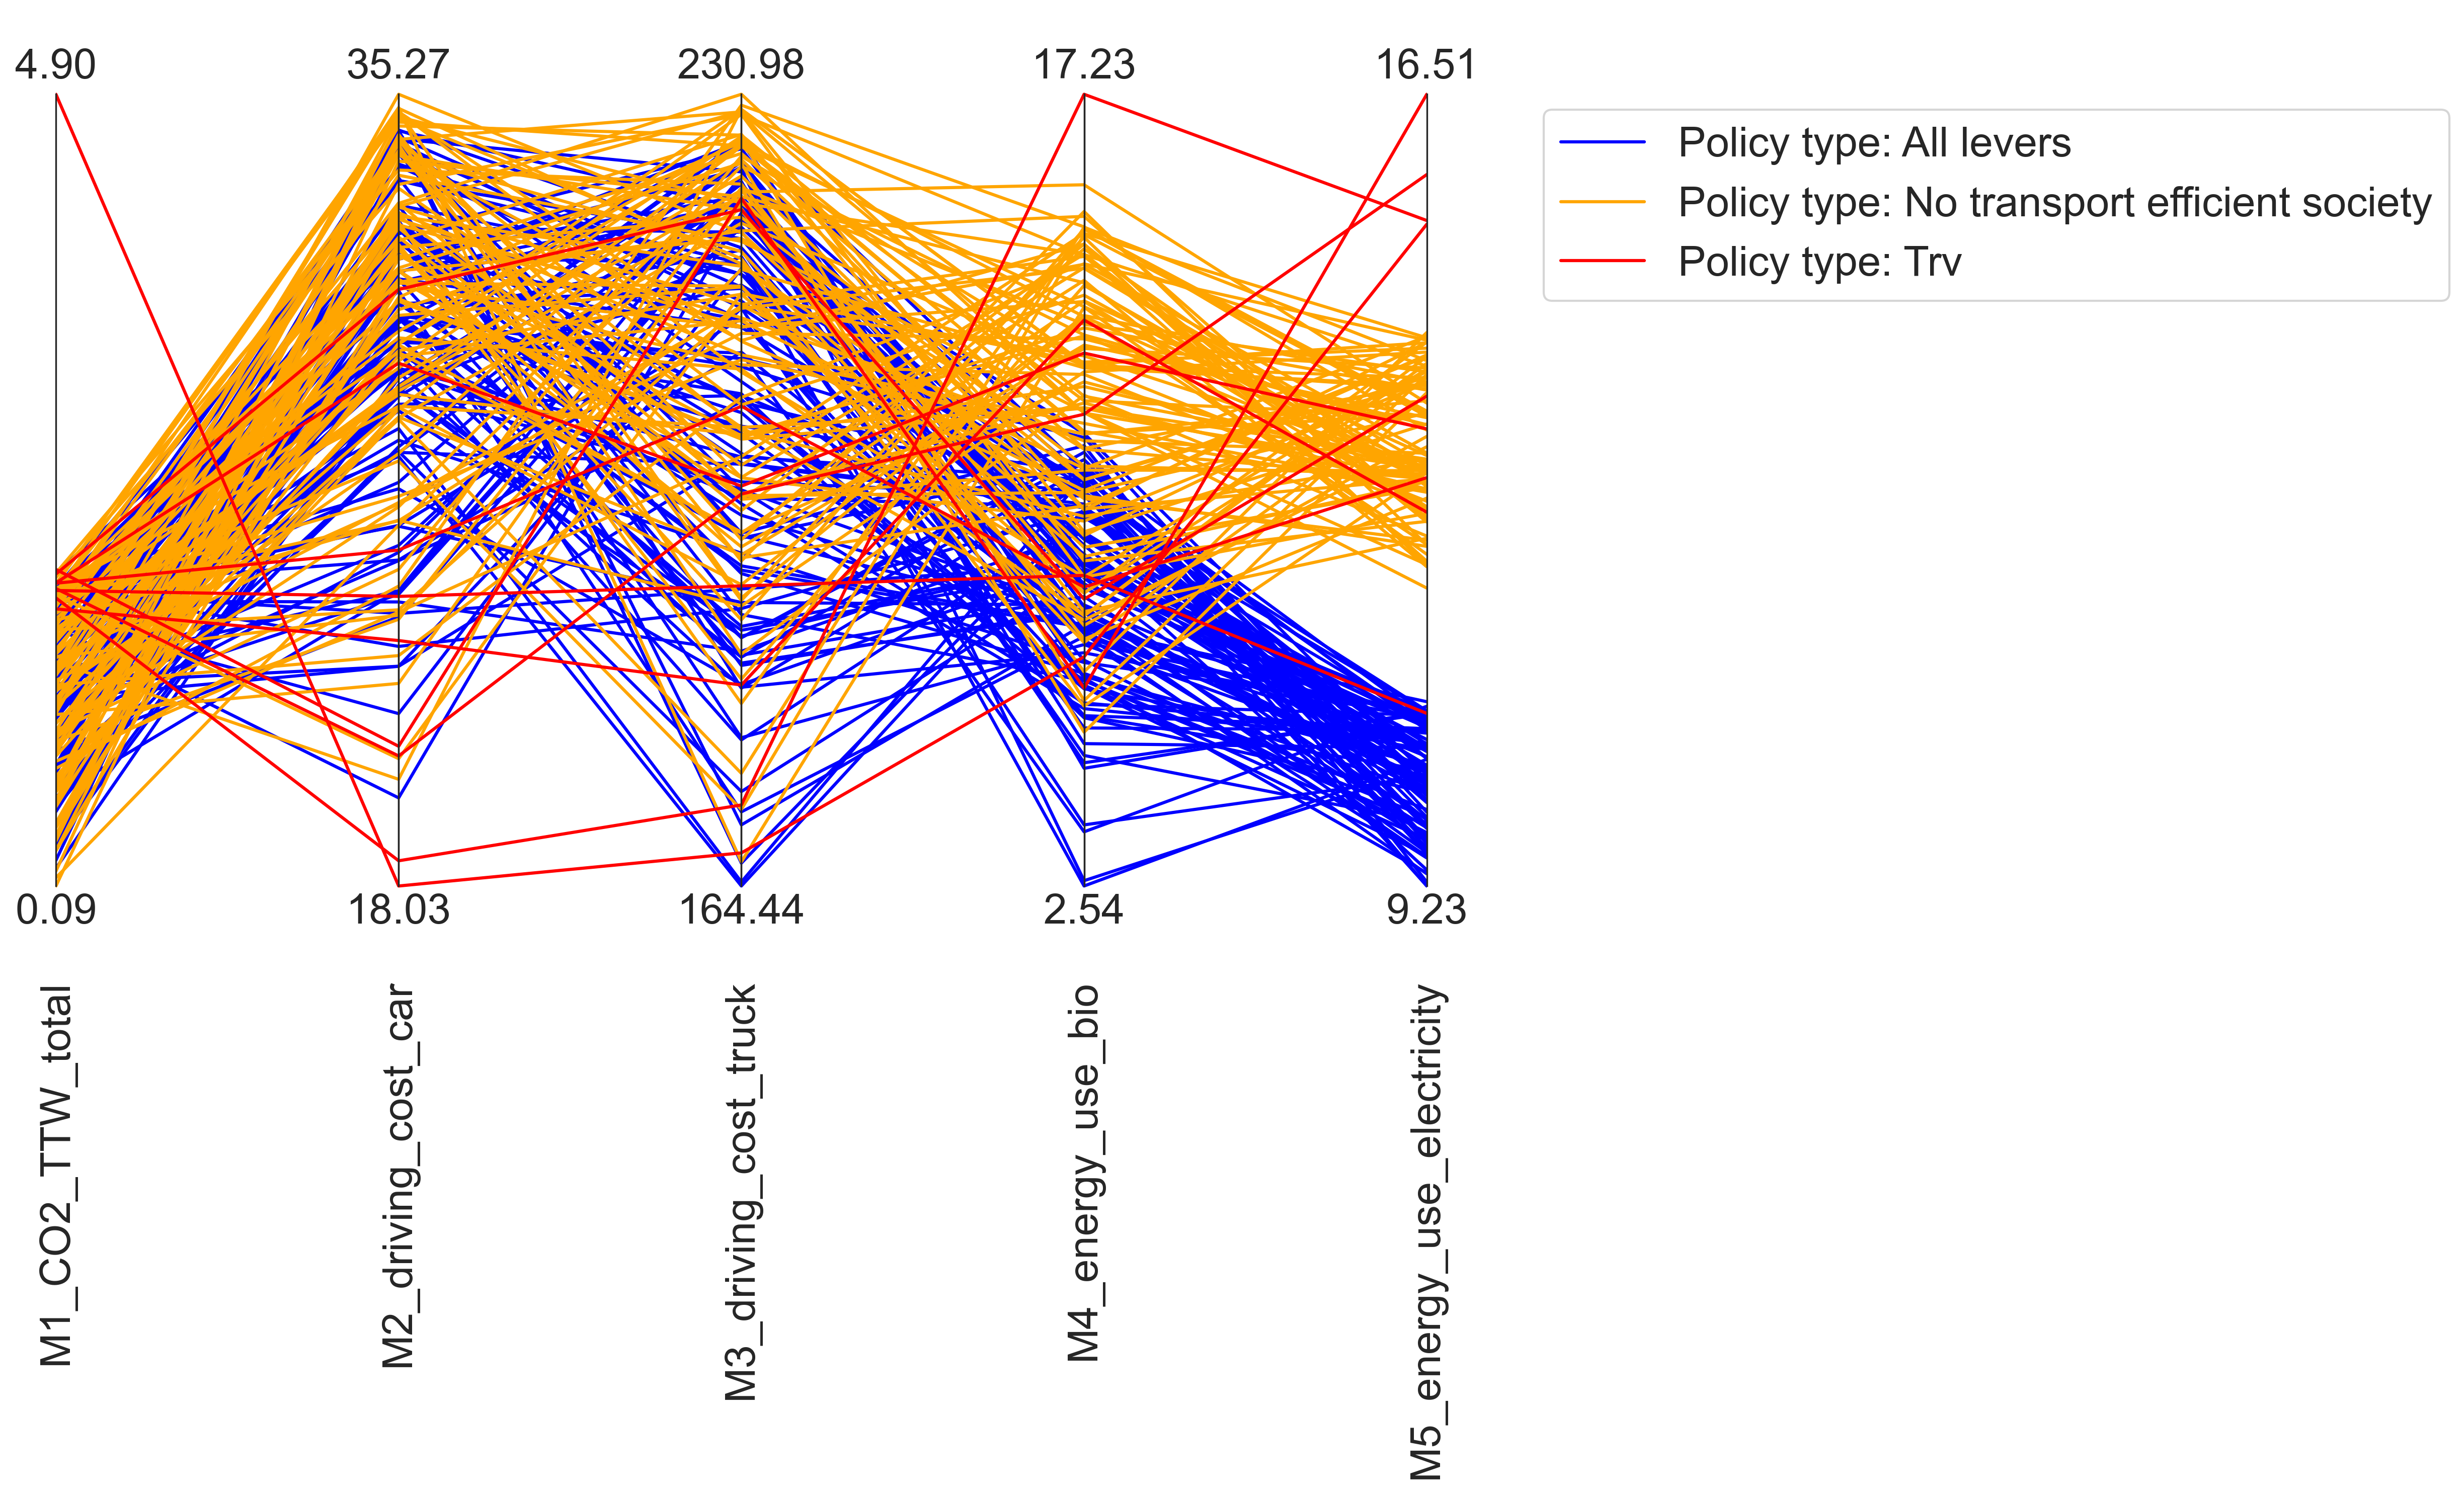 4.90
35.27
230.98
17.23
16.51
Policy type: All levers
Policy type: No transport efficient society
Policy type: Trv
0.09
18.03
164.44
2.54
9.23
M1_CO2_TTW_total
M2_driving_cost_car
M3_driving_cost_truck
M4_energy_use_bio
M5_energy_use_electricity